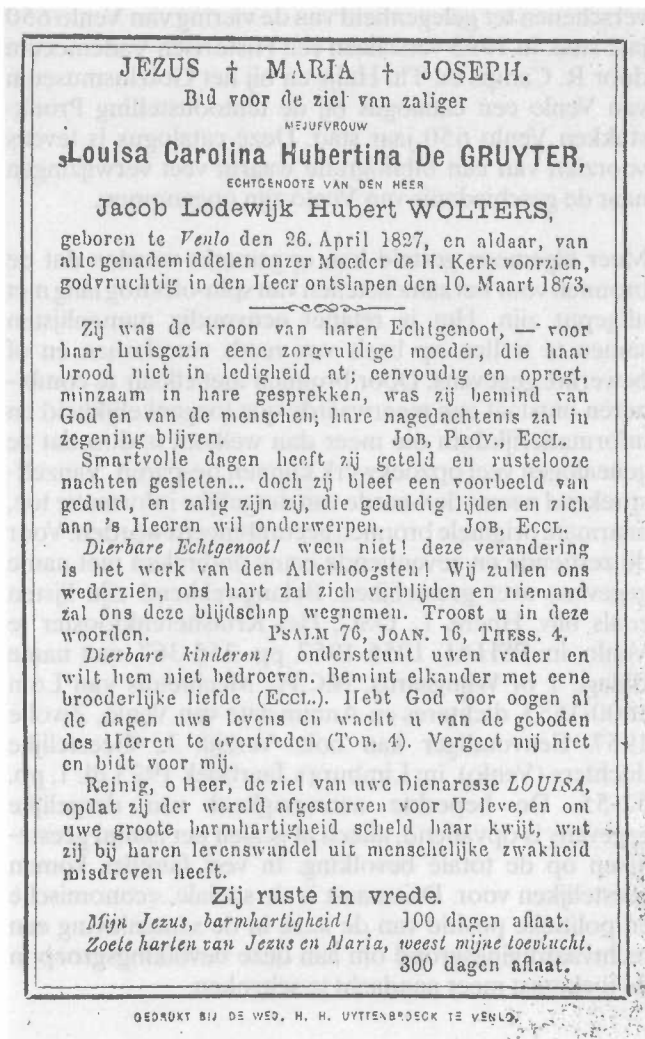 JEZUS † MARIA † JOSEPH.
Bid voor de ziel van zaliger
MEJUFVROUW
Louisa Carolina Hubertina De GRUYTER,
ECHTGENOOTE VAN DEN HEER
Jacob Lodewijk Hubert WOLTERS,
geboren te Venlo den 26. April 1827, en aldaar, van
alle genademiddelen onzer Moeder de H. Kerk voorzien,
godvruchtig in den Heer ontslapen den 10. Maart 1873.
Zij was de kroon van haren Echtgenoot, — voor
haar huisgezin eene zorgvuldige moeder, die haar
brood niet in ledigheid at; eenvoudig en opregt,
minzaam in hare gesprekken, was zij bemind van
God en van de menschen; hare nagedachtenis zal in
zegening blijven. JOB, PROV., ECCL.
Smartvolle dagen heeft zij geteld en rustelooze
nachten gesleten... doch zij bleef een voorbeeld van
geduld, en zalig zijn zij, die geduldig lijden en zich
aan 's Heeren wil onderwerpen. JOB, ECCL.
Dierbare Echtgenoot! ween niet! deze verandering
is het werk van den Allerhoogsten! Wij zullen ons
wederzien, ons hart zal zich verblijden en niemand
zal ons deze blijdschap wegnemen. Troost u in deze
woorden. PSALM 76, JOAN. 16, THESS. 4.
Dierbare kinderen! ondersteunt uwen vader en
wilt hem niet bedroeven. Bemint elkander met eene
broederlijke liefde (ECCL.). Hebt God voor oogen al
de dagen uws levens en wacht u van de geboden
des Heeren te overtreden (TOB. 4). Vergeet mij niet
en bidt voor mij.
Reinig, o Heer, de ziel van uwe Dienaresse LOUISA,
opdat zij der wereld afgestorven voor U leve, en om
uwe groote barmhartigheid scheld haar kwijt, wat
zij bij haren levenswandel uit menschelijke zwakheid
misdreven heeft.
Zij ruste in vrede.
Mijn Jezus, barmhartigheid! 100 dagen aflaat.
Zoete harten van Jezus en Maria, weest mijne toevlucht.
300 dagen aflaat.
GEDRUKT BIJ DE WED. H. H. UYTTENBROECK TE VENLO.